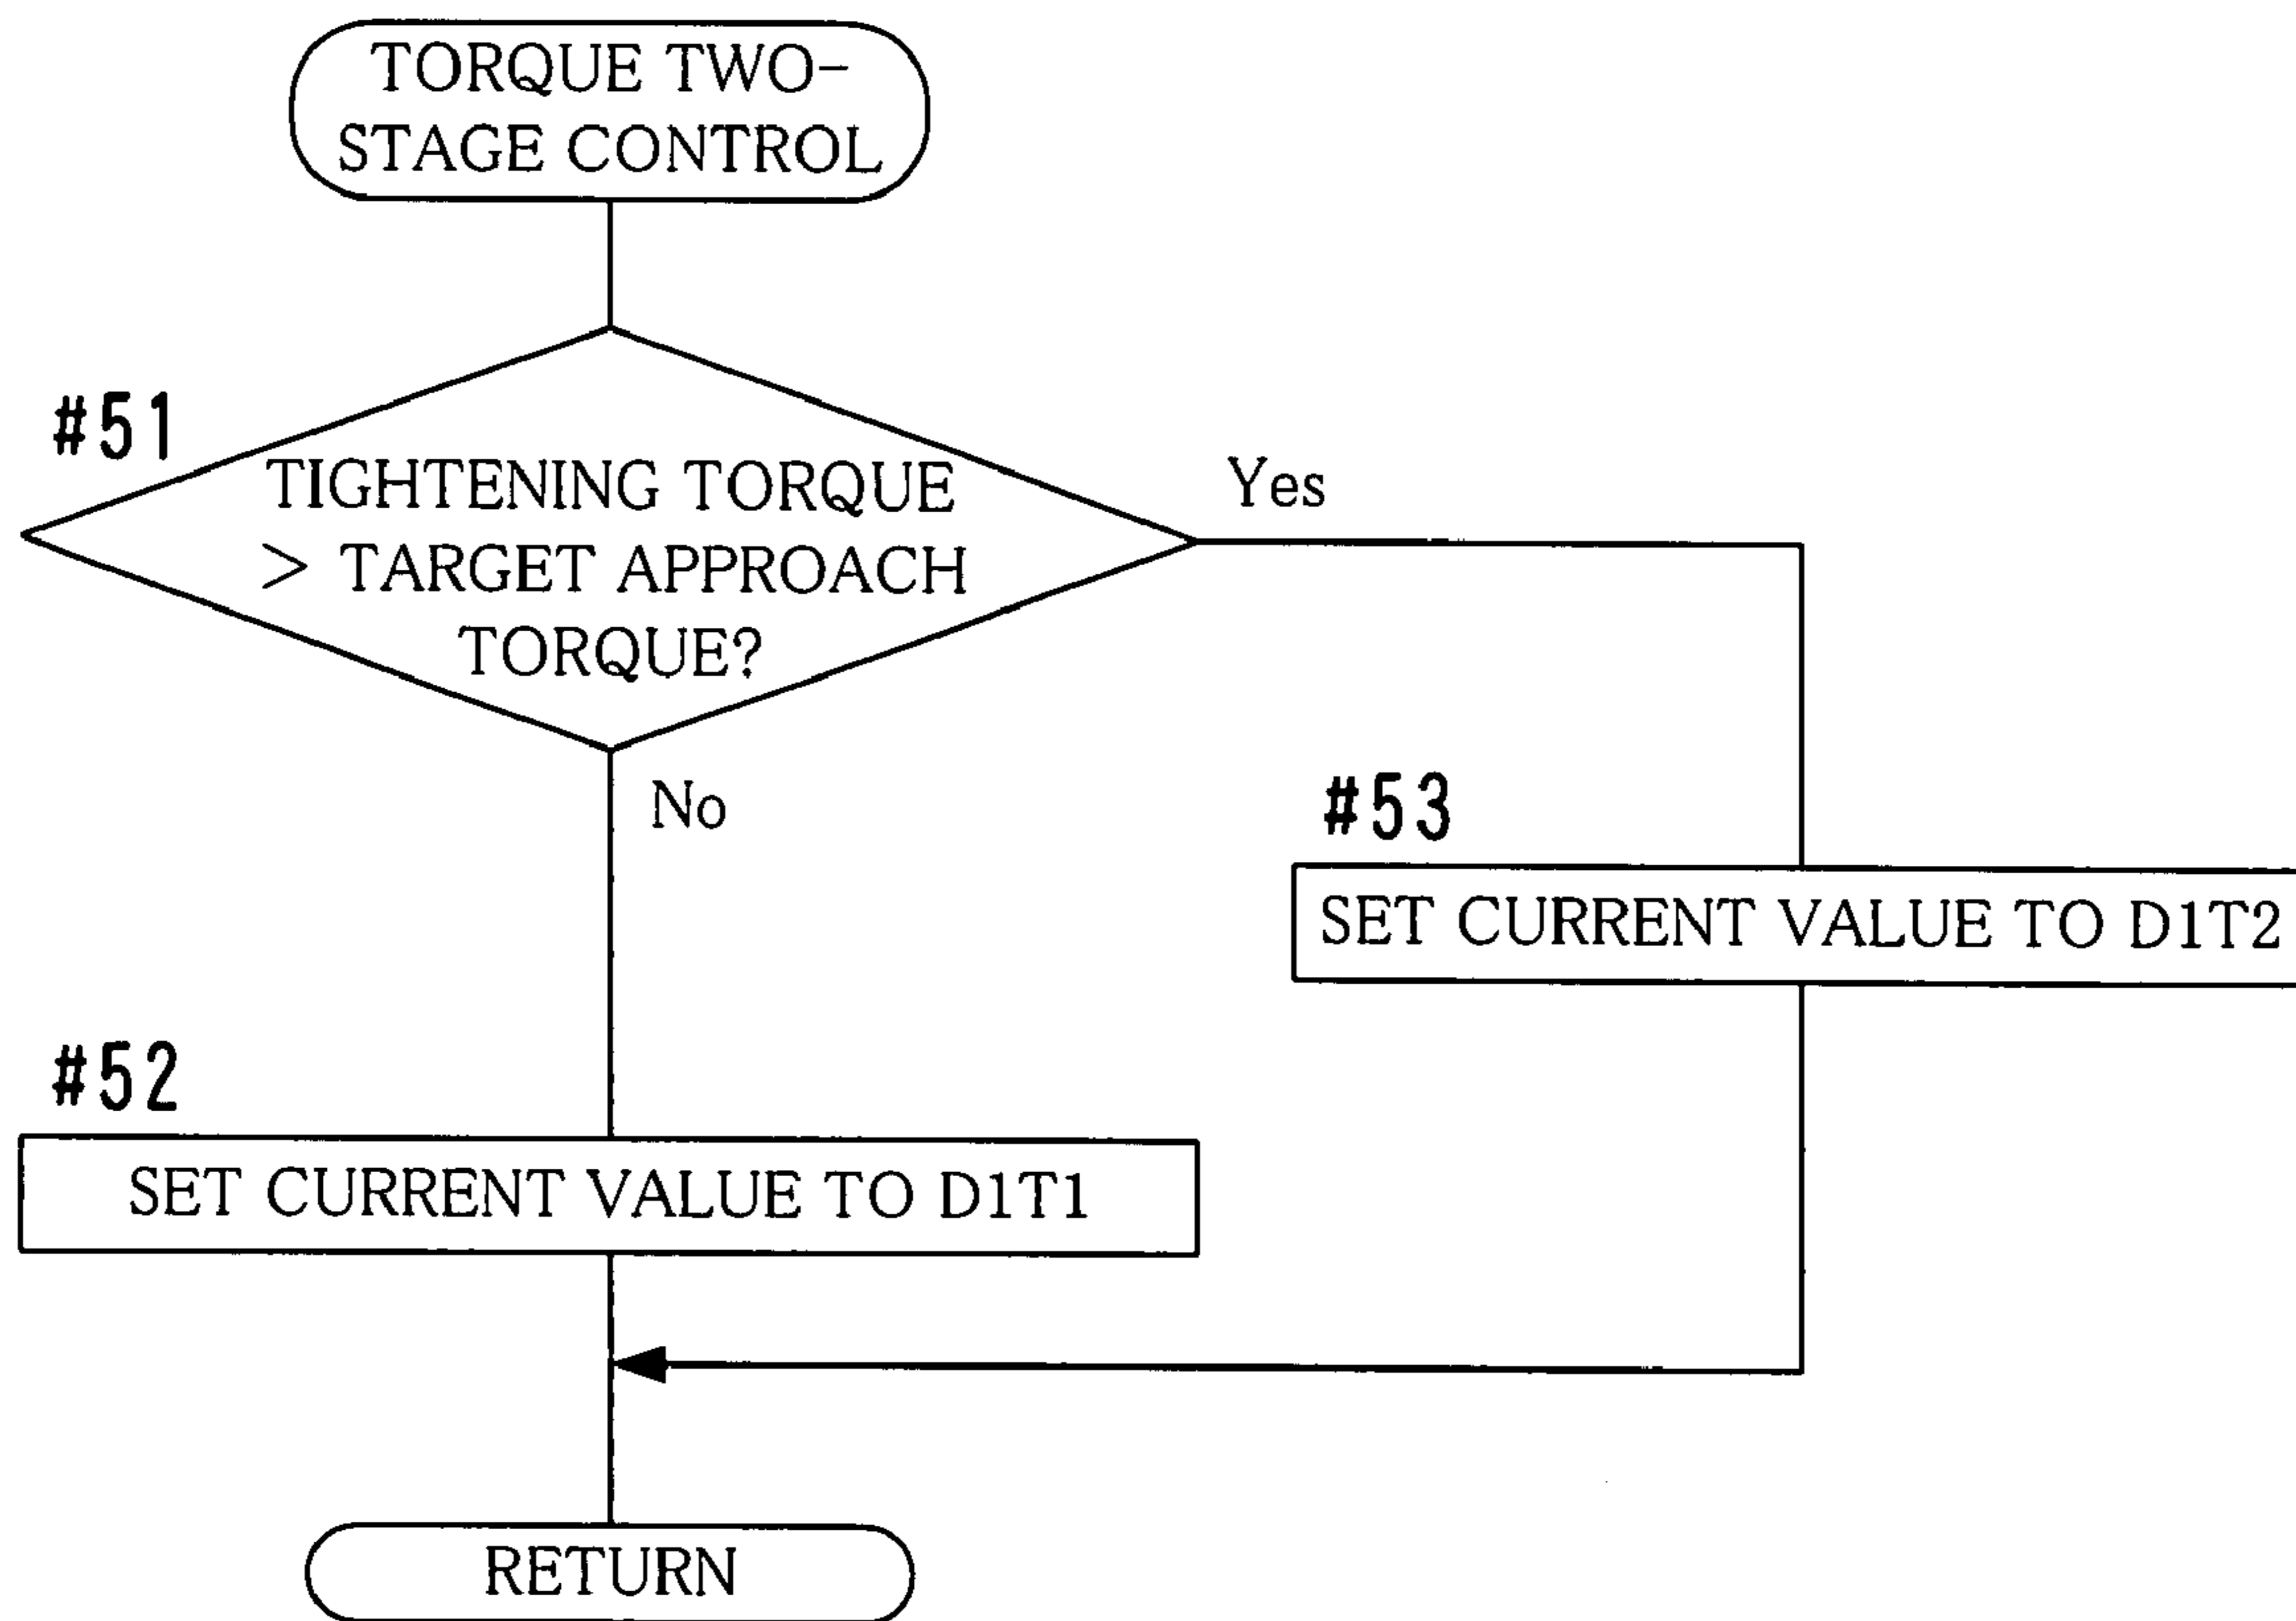 TORQUE TWO-
STAGE CONTROL
#51
TIGHTENING TORQUE
> TARGET APPROACH
TORQUE?
Yes
No
#53
SET CURRENT VALUE TO D1T2
#52
SET CURRENT VALUE TO D1T1
RETURN